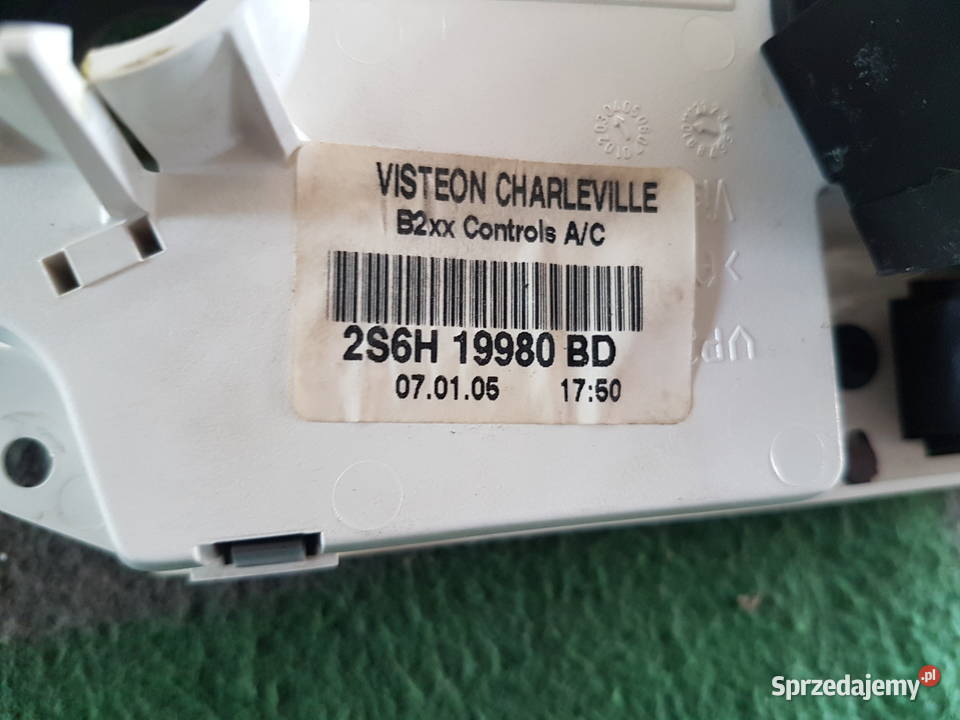 VISTEON CHARLEVILLE
B2xx Controls A/C
2S6H 19980 BD
07.01.05 17:50
Sprzedajemy.pl